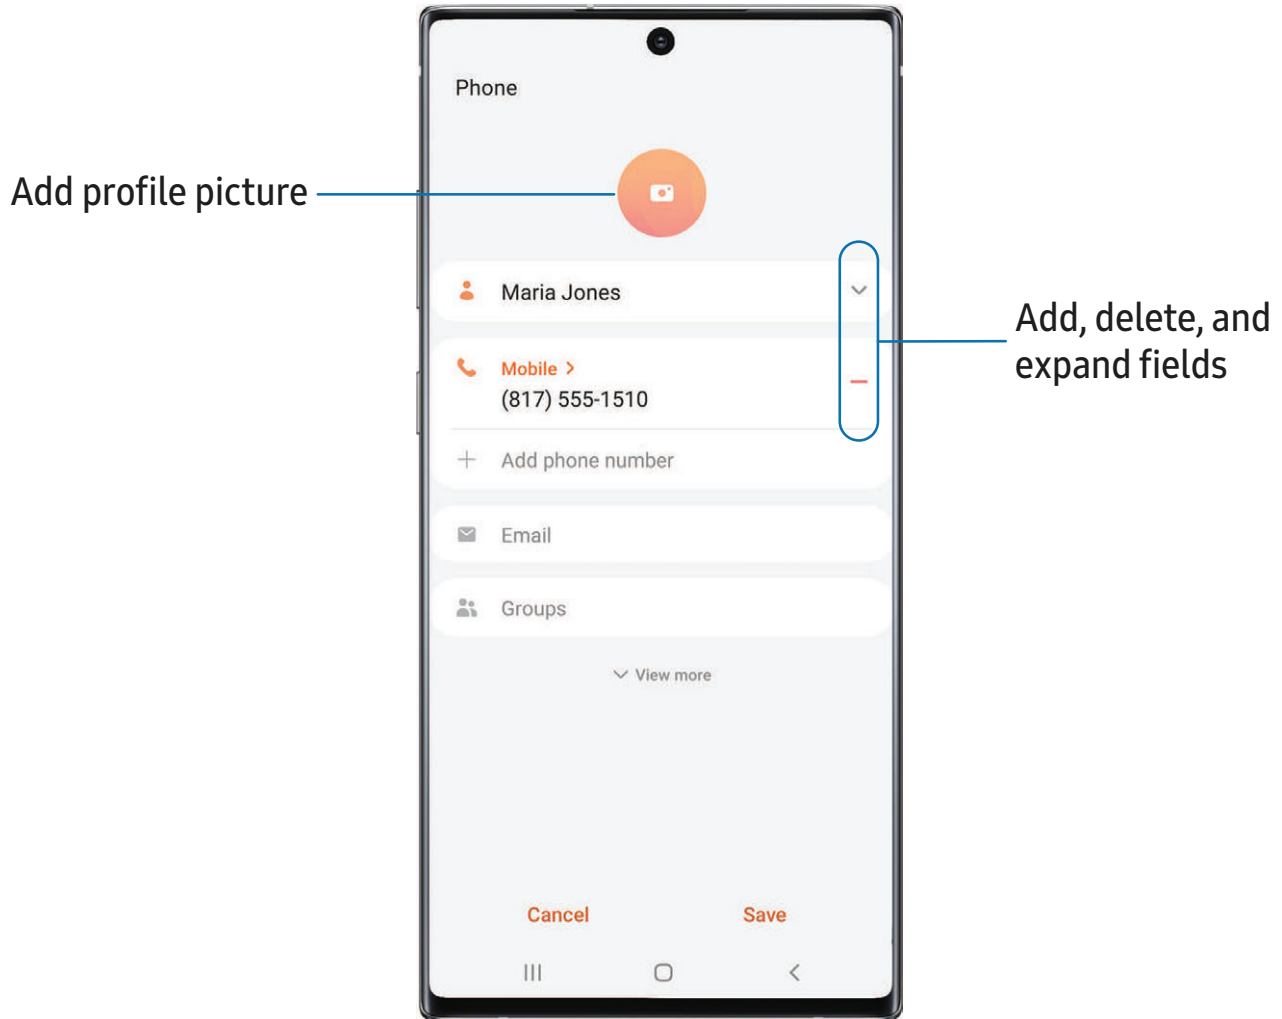 Phone
Add profile picture
Maria Jones
Add, delete, and
expand fields
Mobile >
(817) 555-1510
Add phone number
Email
Groups
View more
Cancel
Save